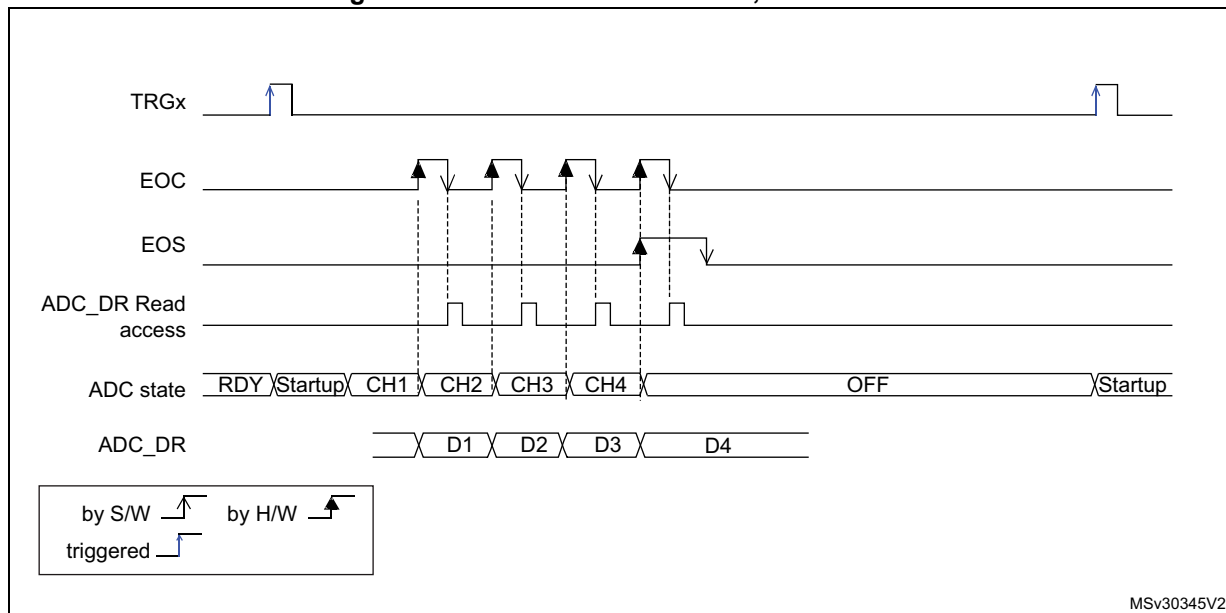 TRGx
EOC
EOS
ADC_DR Read
access
ADC state RDY Startup CH1 CH2 CH3 CH4 OFF Startup
ADC_DR D1 D2 D3 D4
by S/W by H/W
triggered
MSv30345V2